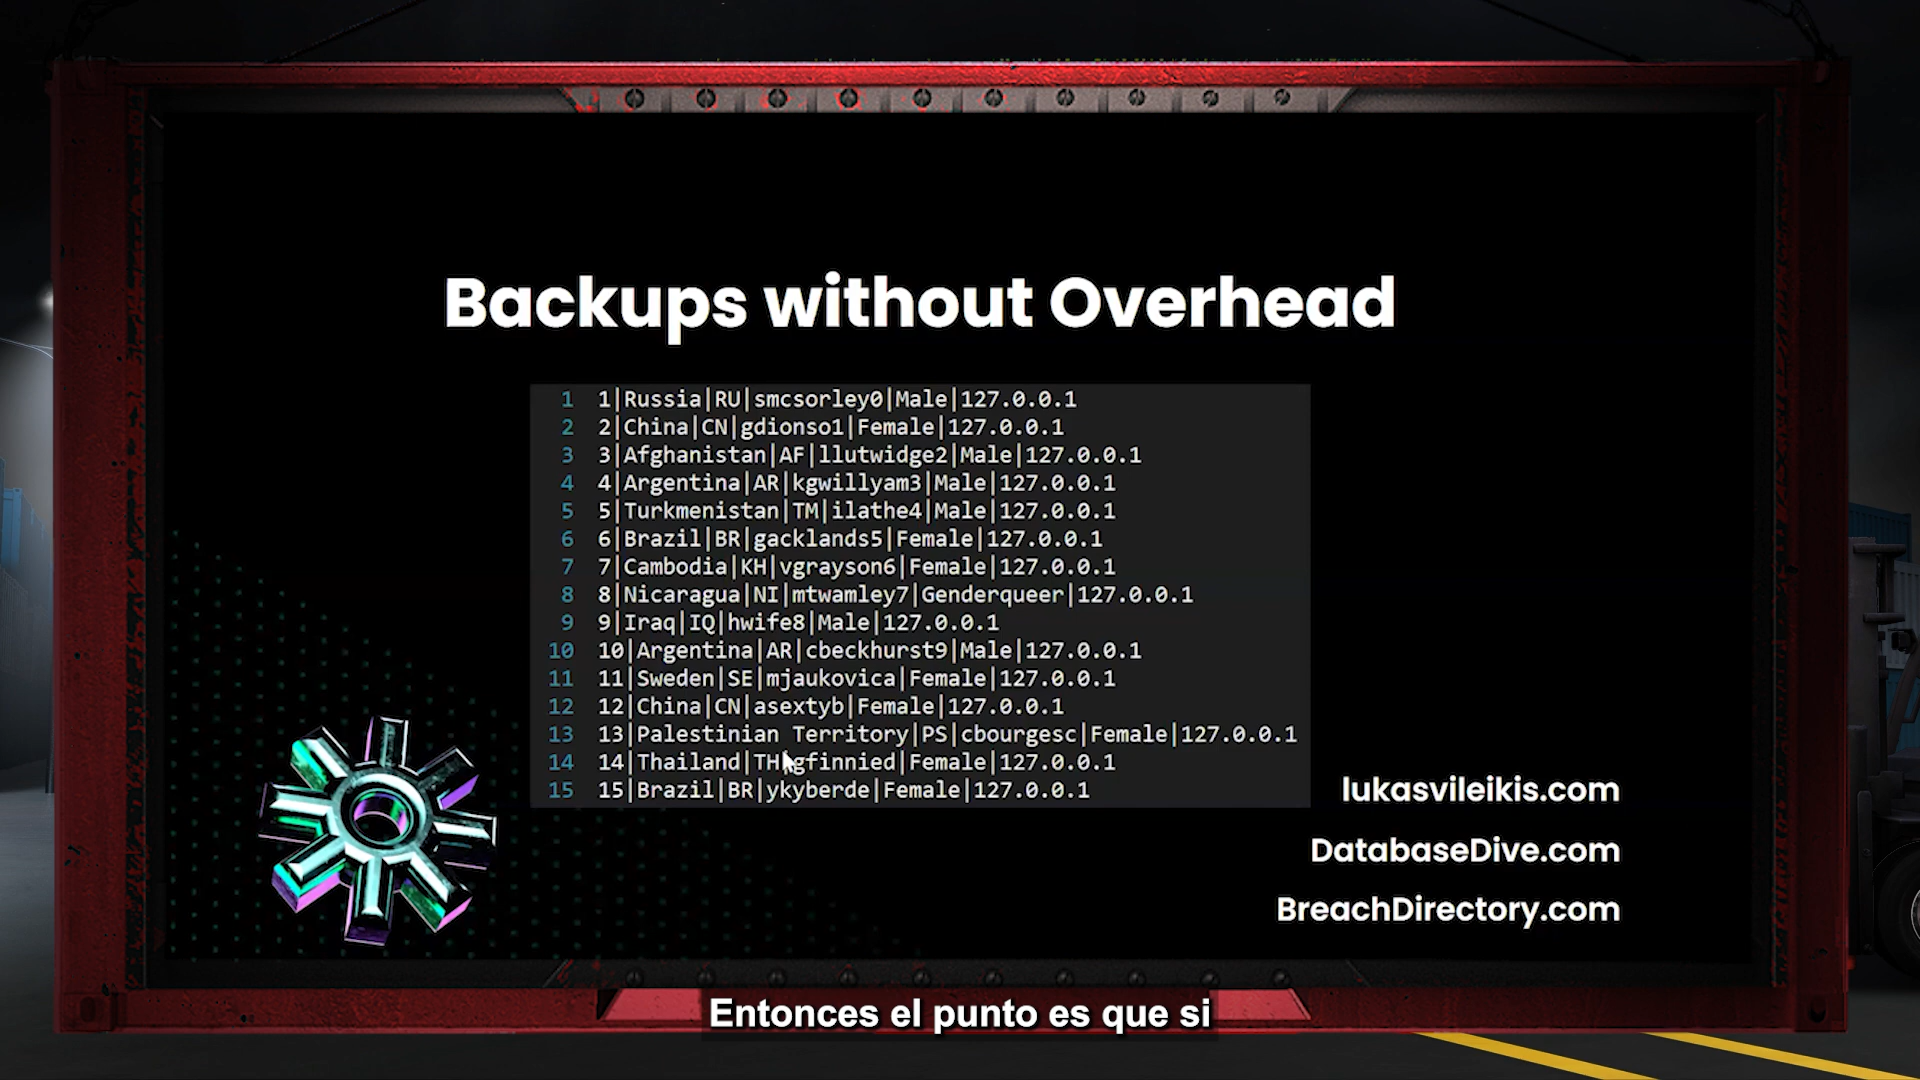 Backups without Overhead
1 1|Russia|RU|smcsorley0|Male|127.0.0.1
2 2|China|CN|gdionso1|Female|127.0.0.1
3 3|Afghanistan|AF|llutwidge2|Male|127.0.0.1
4 4|Argentina|AR|kgwillyam3|Male|127.0.0.1
5 5|Turkmenistan|TM|ilathe4|Male|127.0.0.1
6 6|Brazil|BR|gacklands5|Female|127.0.0.1
7 7|Cambodia|KH|vgrayson6|Female|127.0.0.1
8 8|Nicaragua|NI|mtwamley7|Genderqueer|127.0.0.1
9 9|Iraq|IQ|hwife8|Male|127.0.0.1
10 10|Argentina|AR|cbeckhurst9|Male|127.0.0.1
11 11|Sweden|SE|mjaukovica|Female|127.0.0.1
12 12|China|CN|asextyb|Female|127.0.0.1
13 13|Palestinian Territory|PS|cbourgesc|Female|127.0.0.1
14 14|Thailand|TH|gfinnied|Female|127.0.0.1
15 15|Brazil|BR|ykyberde|Female|127.0.0.1
lukasvileikis.com
DatabaseDive.com
BreachDirectory.com
Entonces el punto es que si